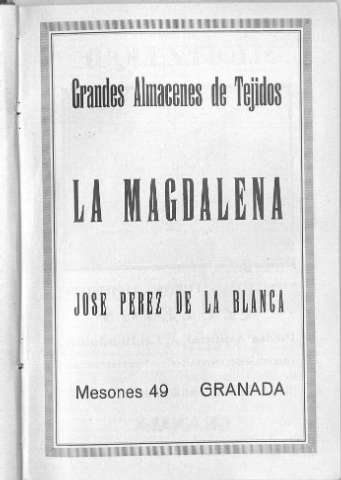 Grandes Almacenes de Tejidos
LA MAGDALENA
JOSE PEREZ DE LA BLANCA
Mesones 49 GRANADA